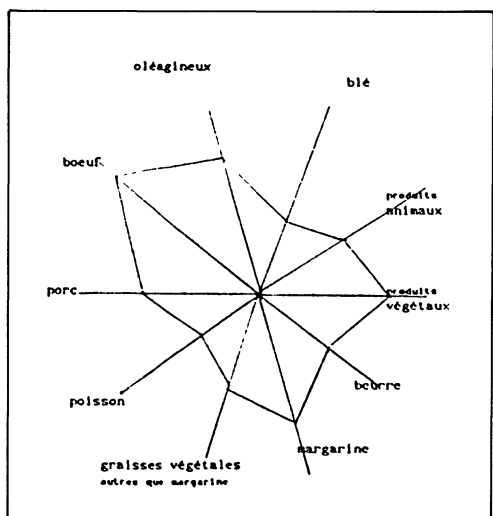 oléagineux
blé
boeuf
produits
animaux
porc
produits
végétaux
beurre
poisson
margarine
graisses végétales
autres que margarine